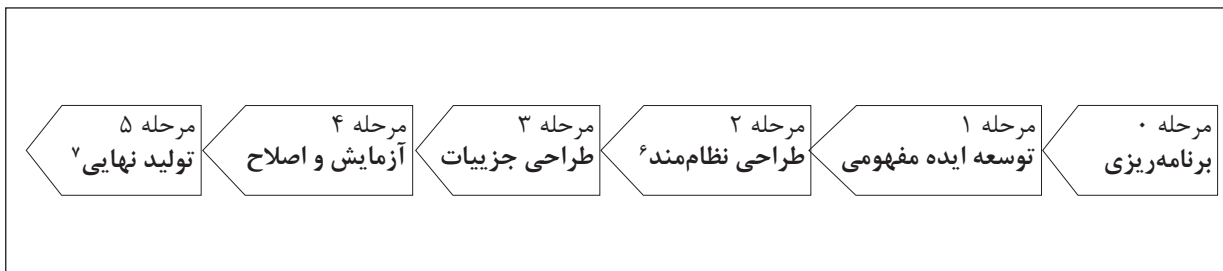 مرحله ۰
برنامه‌ریزی
مرحله ۱
توسعه ایده مفهومی
مرحله ۲
طراحی نظام‌مند۶
مرحله ۳
طراحی جزییات
مرحله ۴
آزمایش و اصلاح
مرحله ۵
تولید نهایی۷